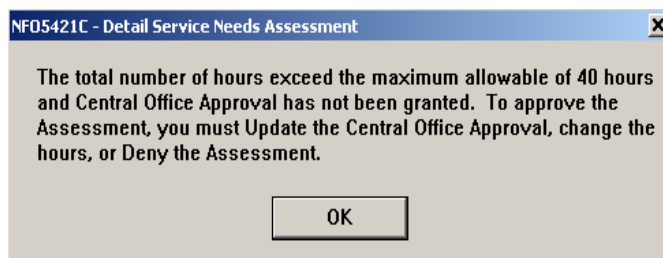 NFO5421C - Detail Service Needs Assessment
The total number of hours exceed the maximum allowable of 40 hours
and Central Office Approval has not been granted.  To approve the
Assessment, you must Update the Central Office Approval, change the
hours, or Deny the Assessment.
OK